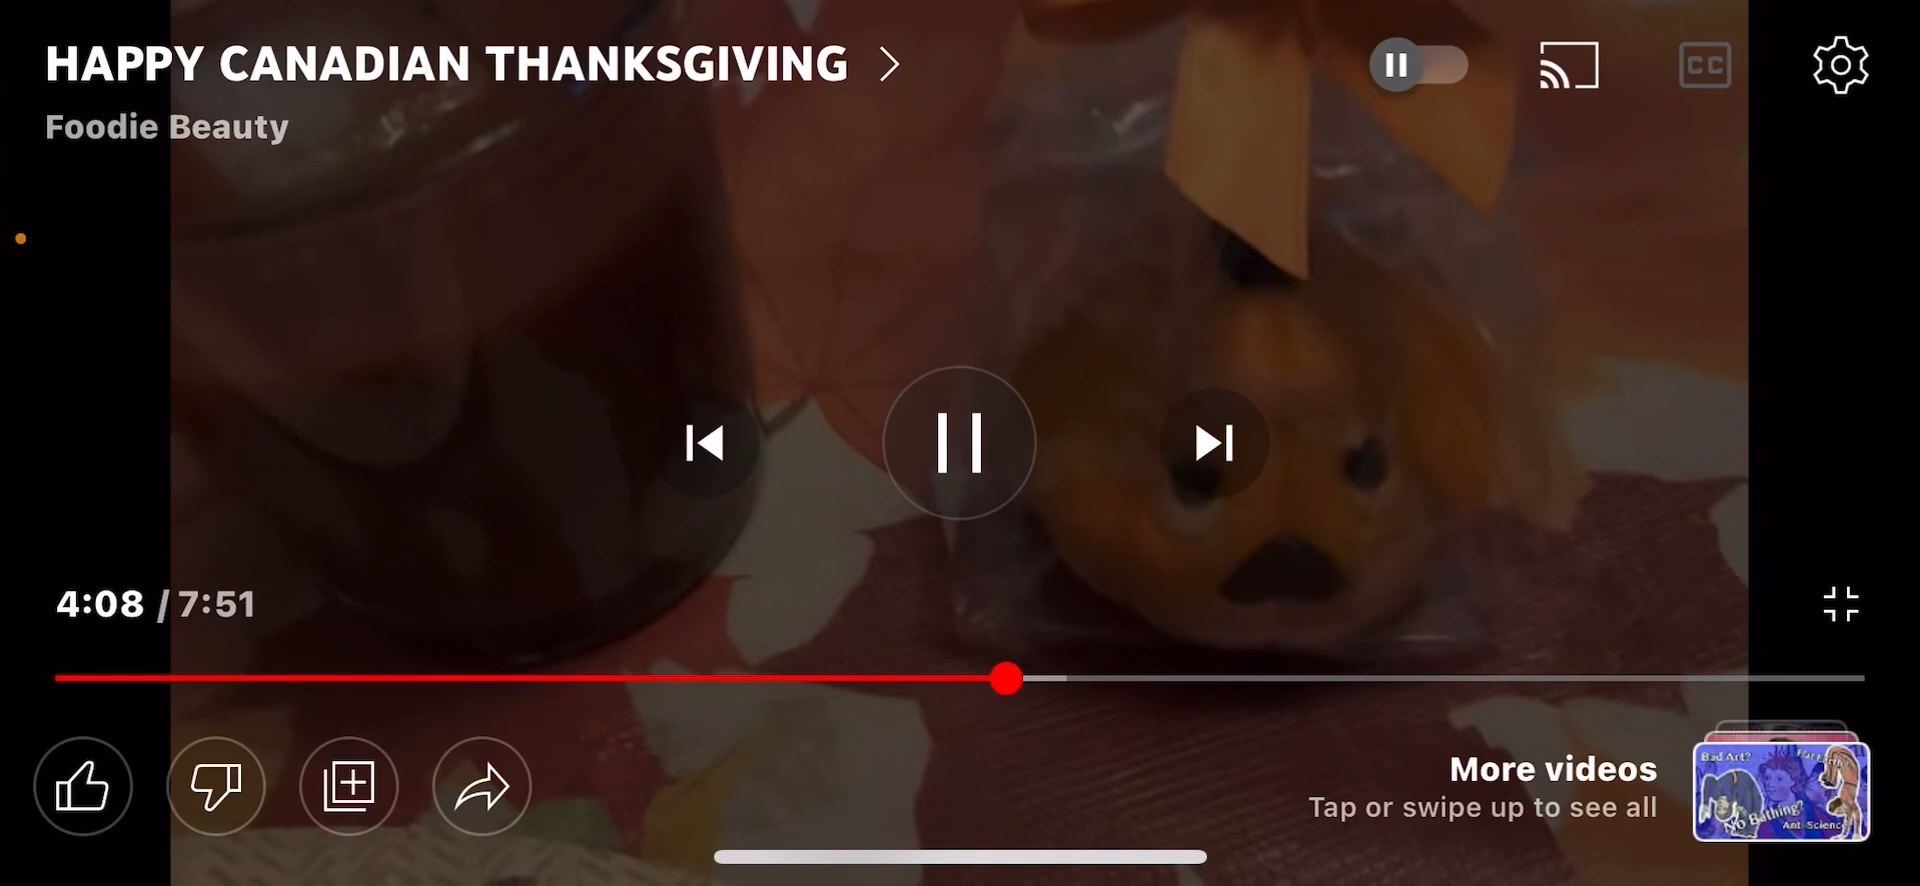 HAPPY CANADIAN THANKSGIVING
Foodie Beauty
CC
4:08 / 7:51
More videos
Tap or swipe up to see all
Bad Art?
No Bathing?
Anti Science